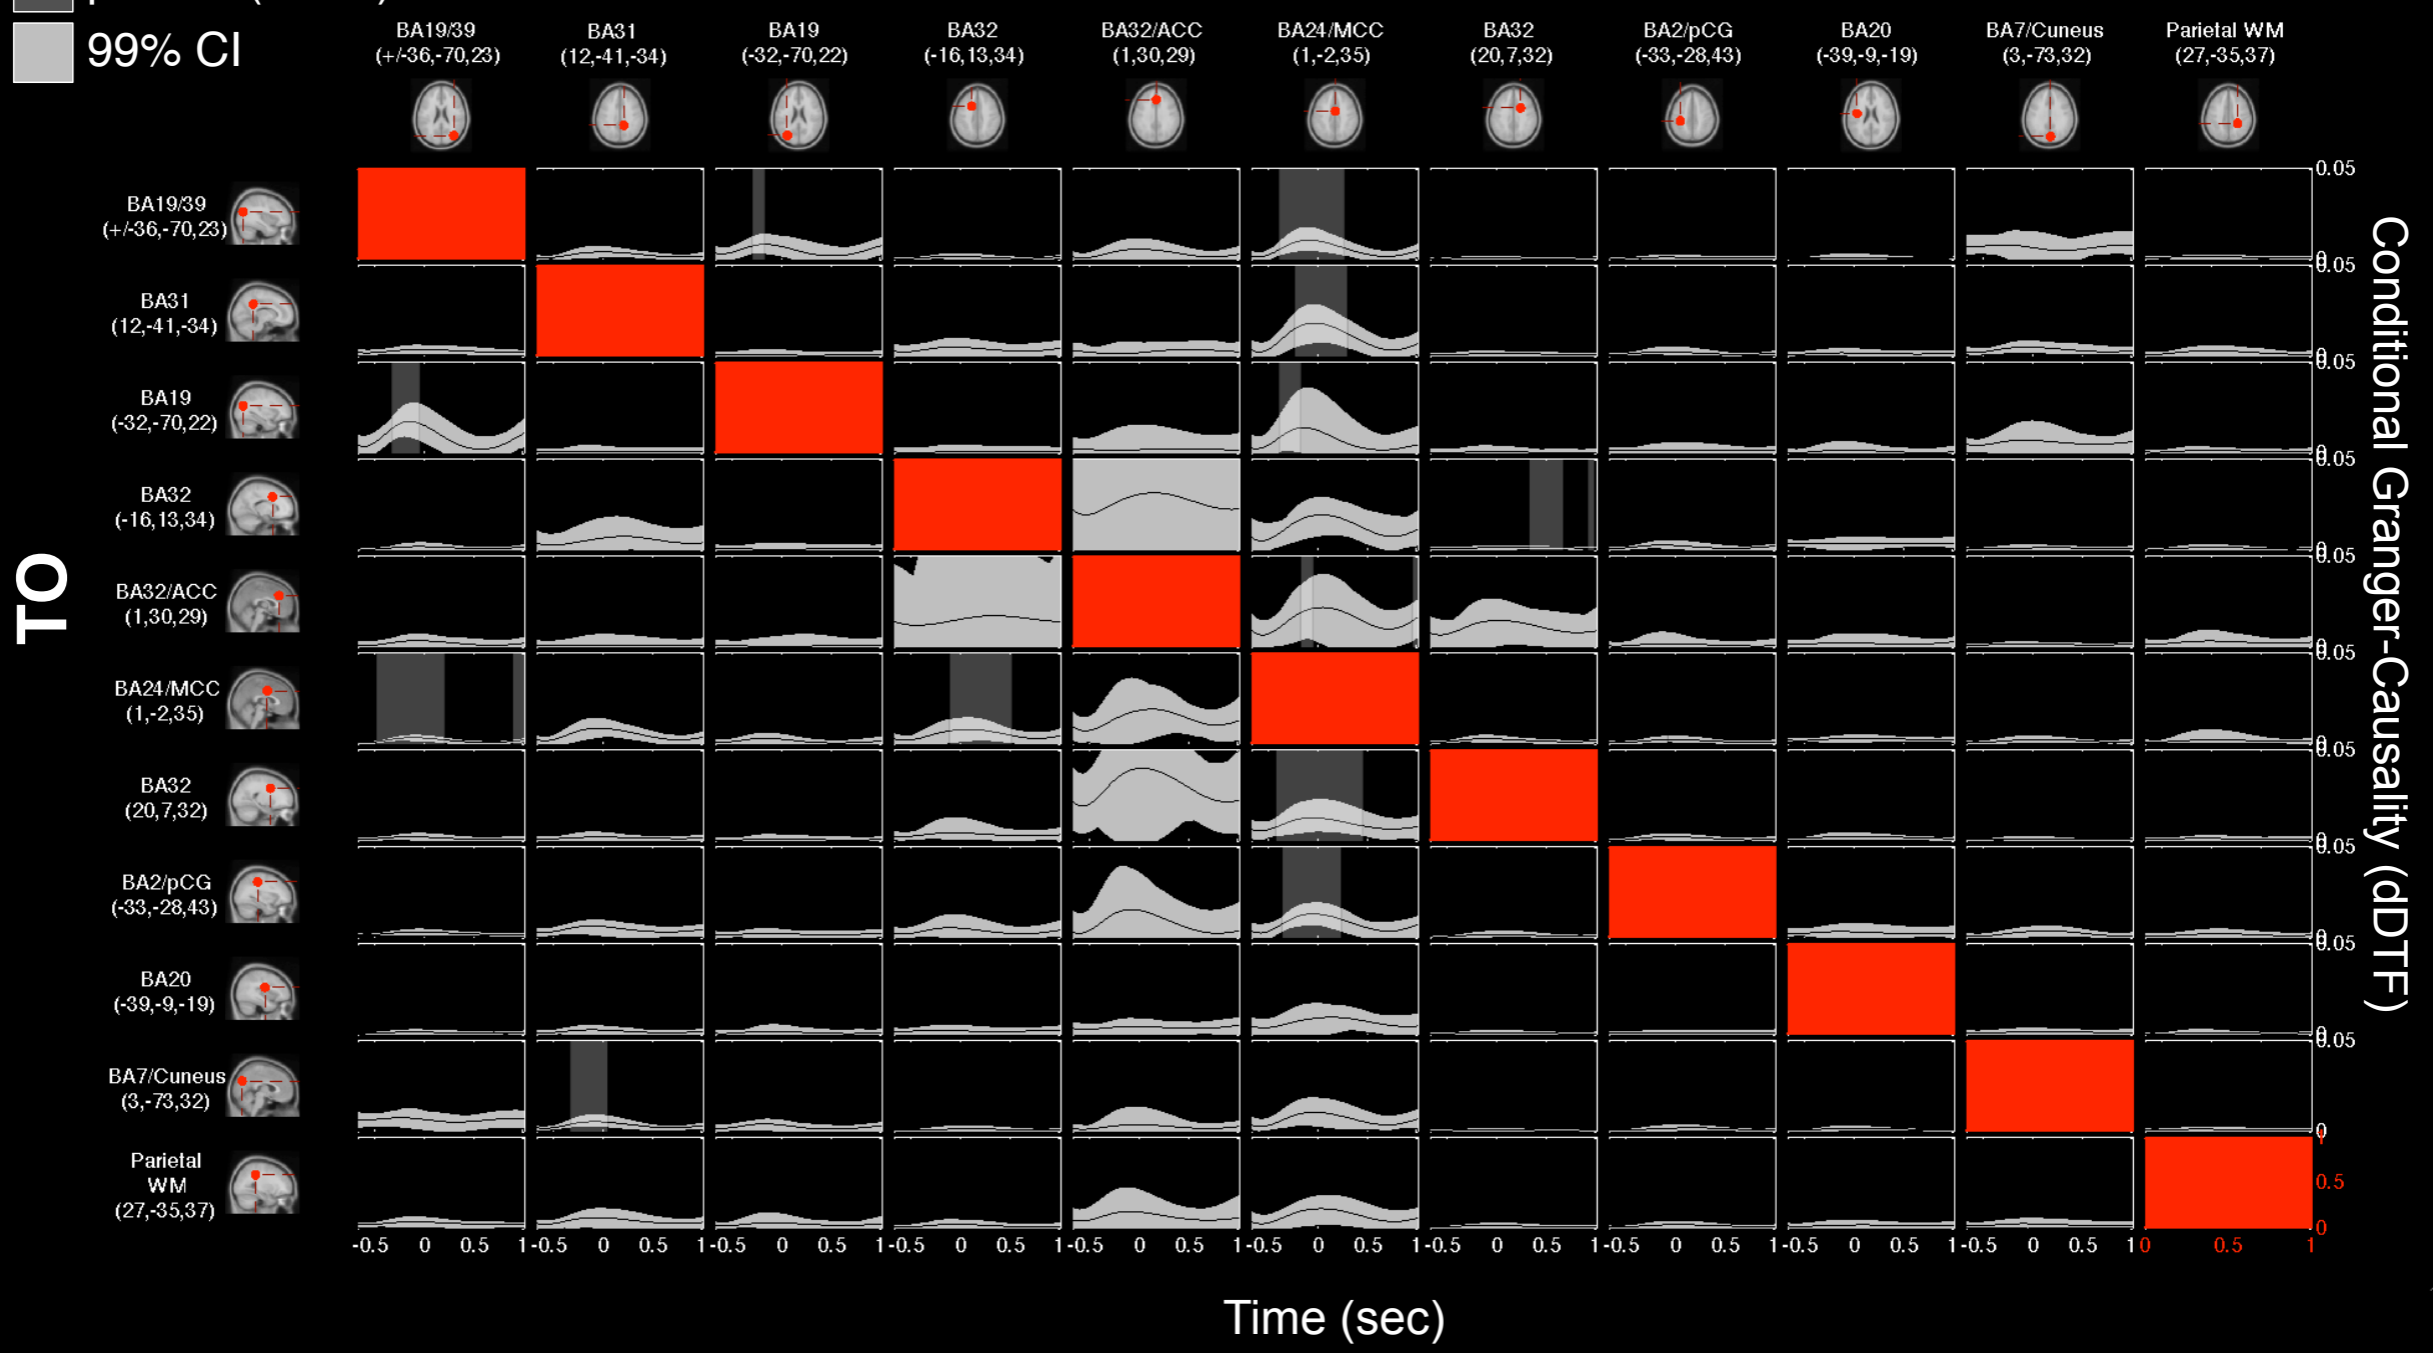 99% CI
BA19/39 BA31 BA19 BA32 BA32/ACC BA24/MCC BA32 BA2/pCG BA20 BA7/Cuneus Parietal WM
(+/-36,-70,23) (12,-41,-34) (-32,-70,22) (-16,13,34) (1,30,29) (1,-2,35) (20,7,32) (-33,-28,43) (-39,-9,-19) (3,-73,32) (27,-35,37)
TO
BA19/39
(+/-36,-70,23)
0.05
0
BA31
(12,-41,-34)
0.05
0
BA19
(-32,-70,22)
0.05
0
BA32
(-16,13,34)
0.05
0
BA32/ACC
(1,30,29)
0.05
0
BA24/MCC
(1,-2,35)
0.05
0
BA32
(20,7,32)
0.05
0
BA2/pCG
(-33,-28,43)
0.05
0
BA20
(-39,-9,-19)
0.05
0
BA7/Cuneus
(3,-73,32)
0.05
0
Parietal
WM
(27,-35,37)
1
0.5
0
-0.5 0 0.5 1 -0.5 0 0.5 1 -0.5 0 0.5 1 -0.5 0 0.5 1 -0.5 0 0.5 1 -0.5 0 0.5 1 -0.5 0 0.5 1 -0.5 0 0.5 1 -0.5 0 0.5 1 -0.5 0 0.5 1 0 0.5 1
Time (sec)
Conditional Granger-Causality (dDTF)